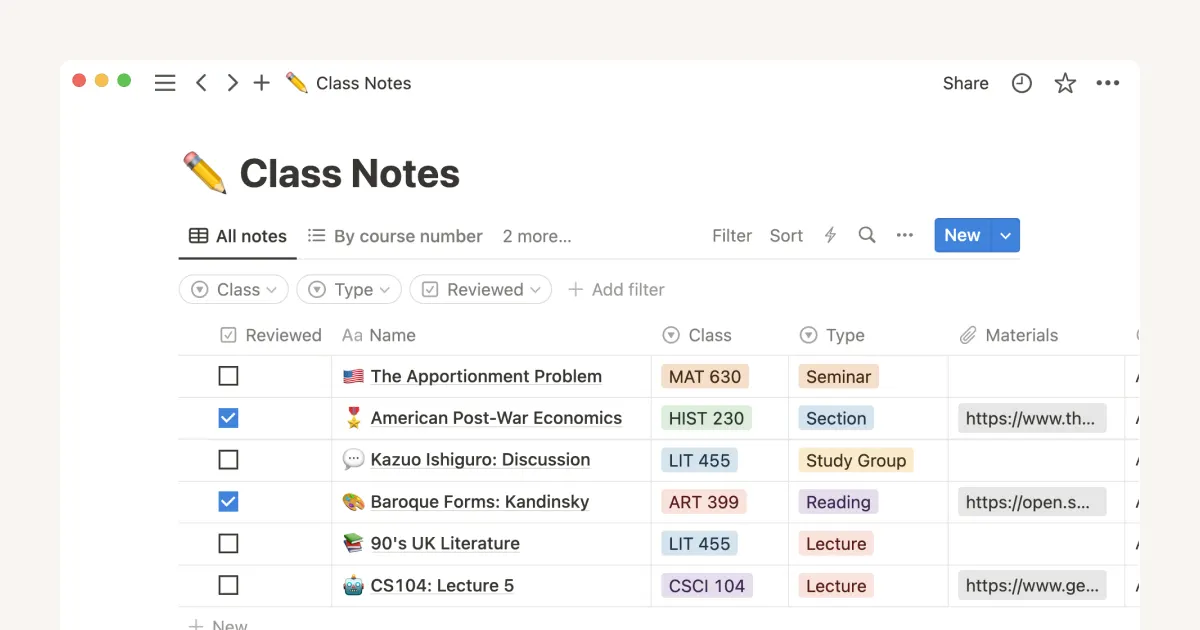 Class Notes Share
Class Notes
All notes By course number 2 more... Filter Sort New
Class Type Reviewed Add filter
Reviewed Aa Name Class Type Materials
The Apportionment Problem MAT 630 Seminar
American Post-War Economics HIST 230 Section https://www.th...
Kazuo Ishiguro: Discussion LIT 455 Study Group
Baroque Forms: Kandinsky ART 399 Reading https://open.s...
90's UK Literature LIT 455 Lecture
CS104: Lecture 5 CSCI 104 Lecture https://www.ge...
New